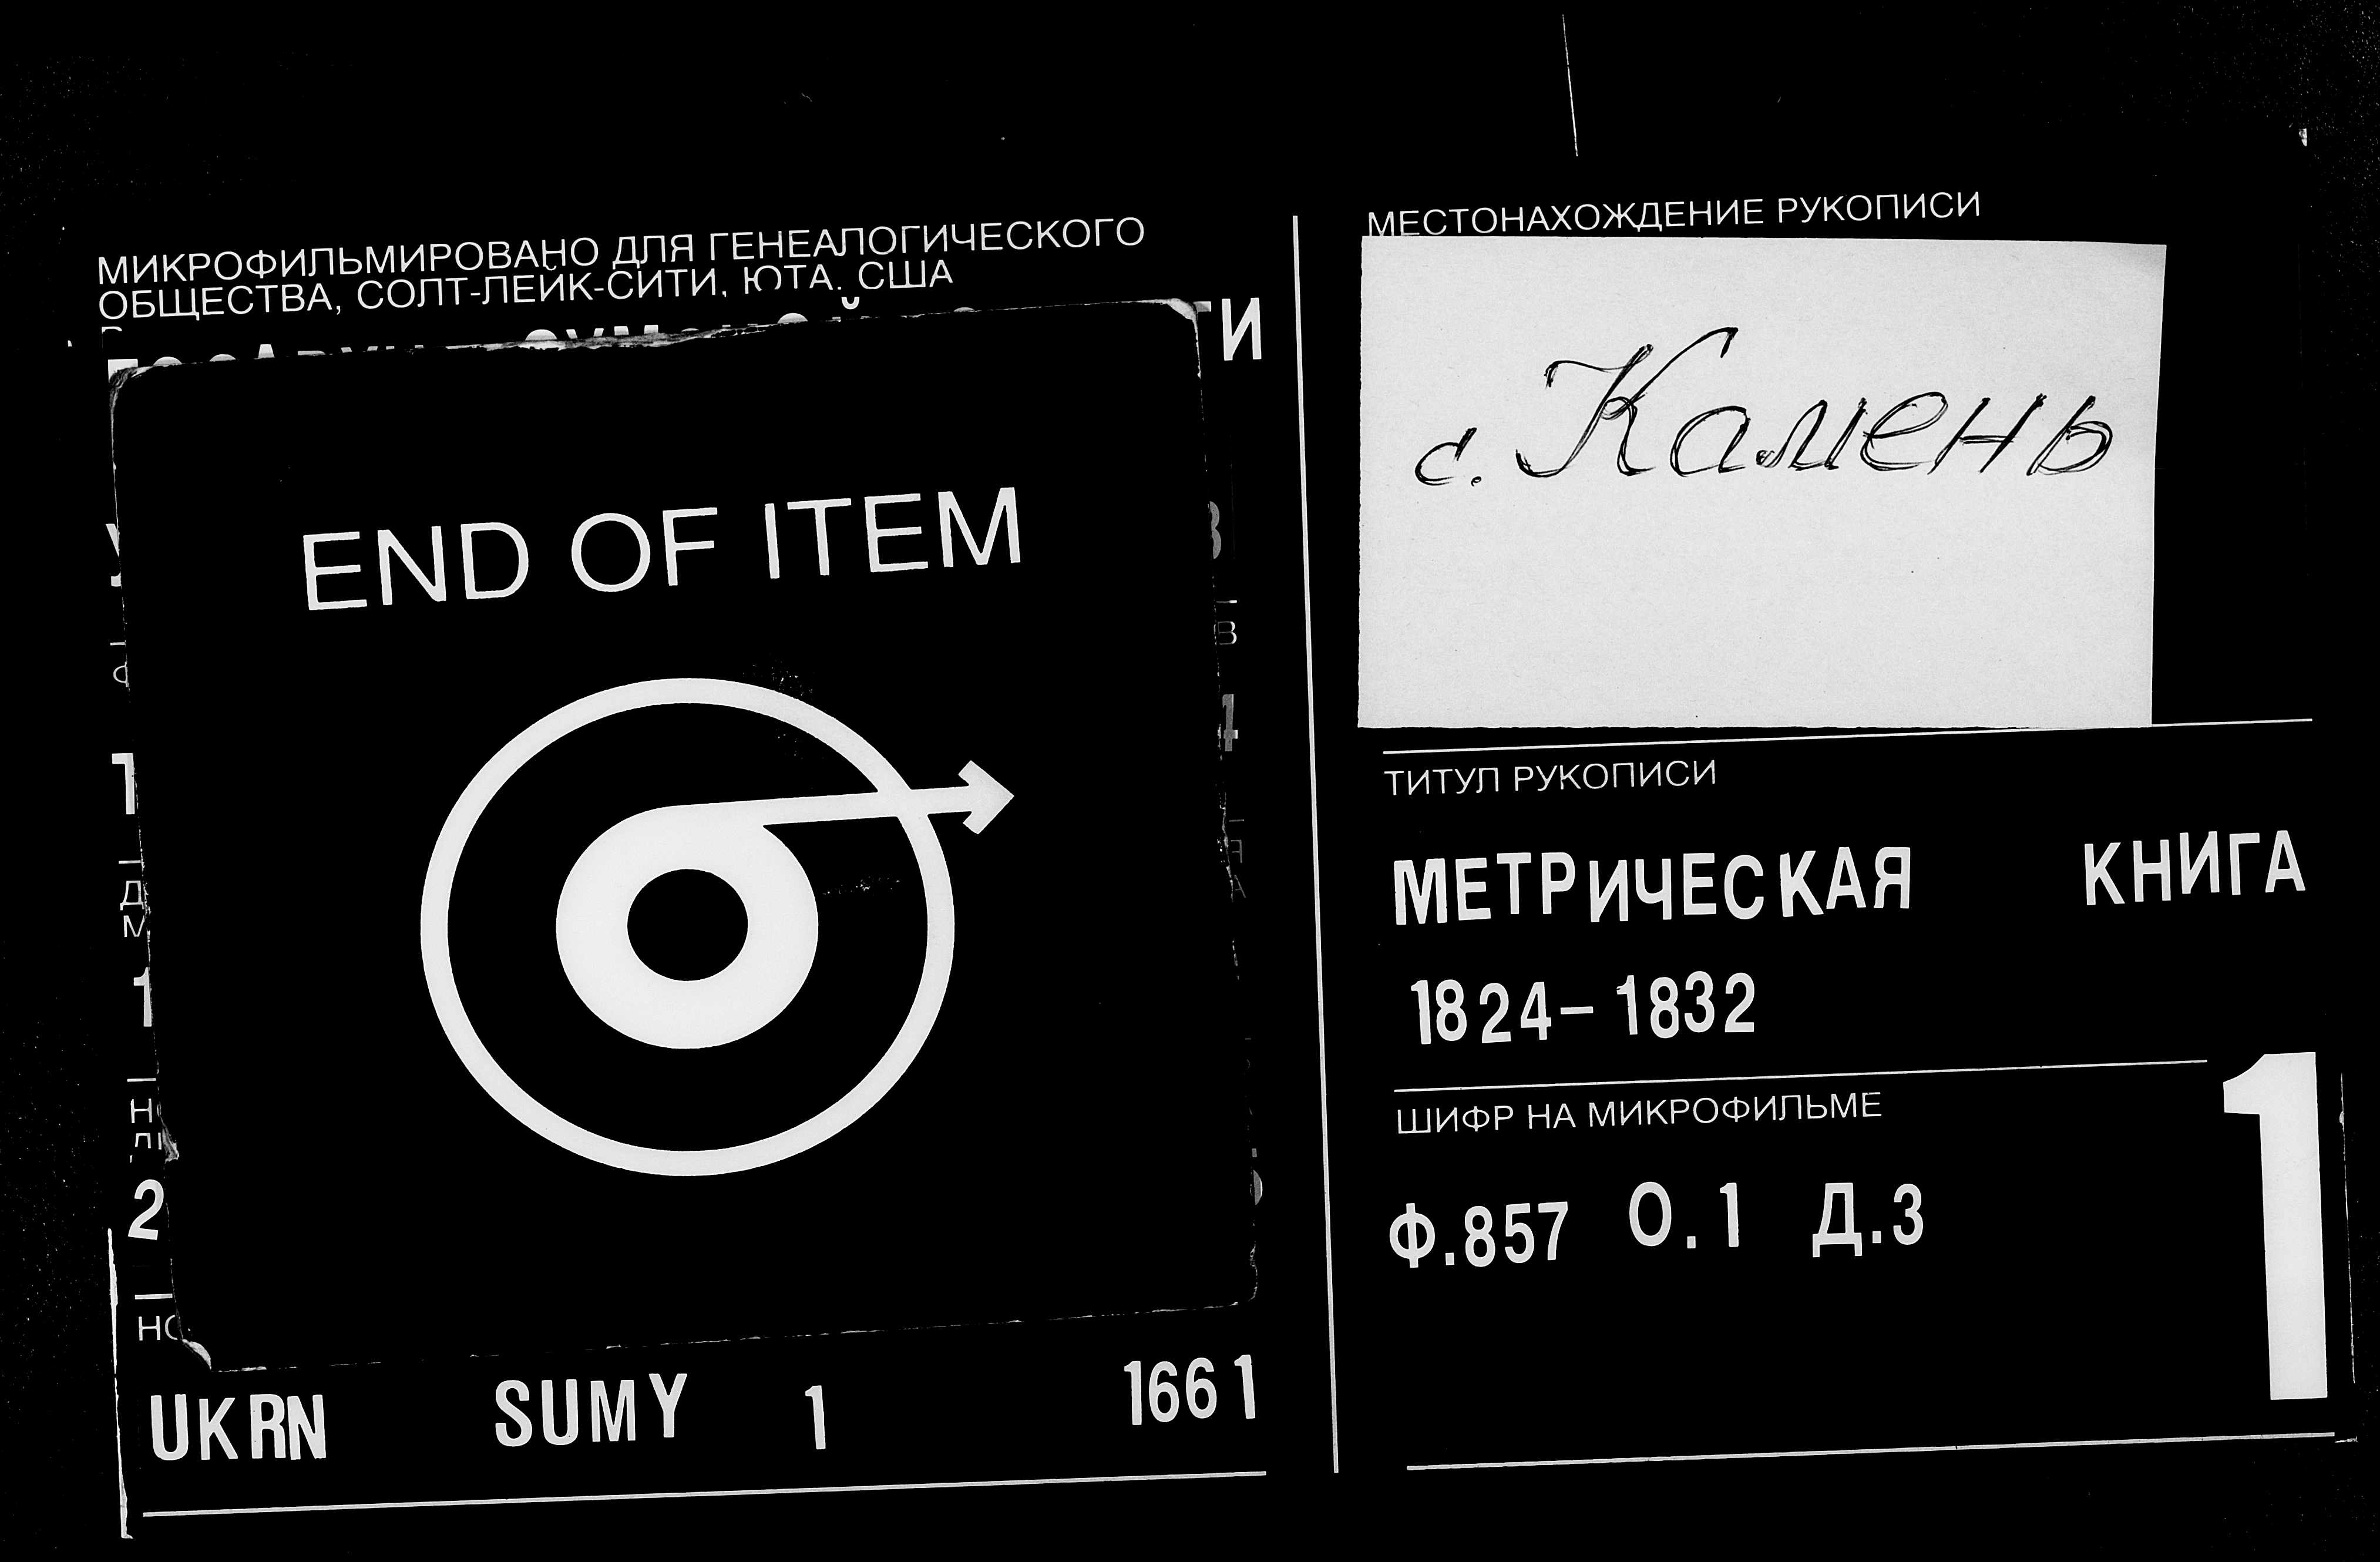 МИКРОФИЛЬМИРОВАНО ДЛЯ ГЕНЕАЛОГИЧЕСКОГО
ОБЩЕСТВА, СОЛТ-ЛЕЙК-СИТИ, ЮТА. США
END OF ITEM
UKRN SUMY 1 1661
МЕСТОНАХОЖДЕНИЕ РУКОПИСИ
с. Камень
ТИТУЛ РУКОПИСИ
МЕТРИЧЕСКАЯ КНИГА
1824-1832
ШИФР НА МИКРОФИЛЬМЕ
Ф.857 О.1 Д.3
1